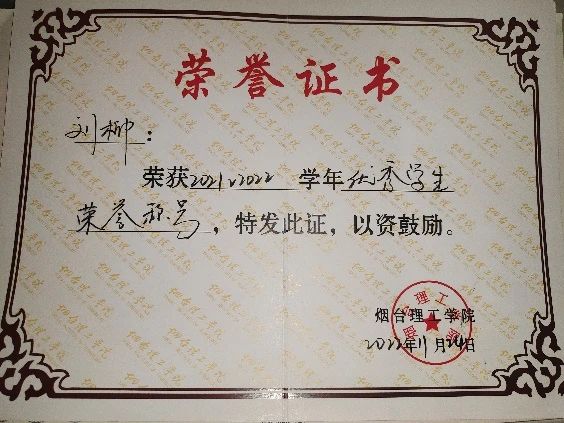 荣誉证书
刘柳：
荣获2021~2022学年优秀学生
荣誉称号，特发此证，以资鼓励。
烟台理工学院
2022年11月24日